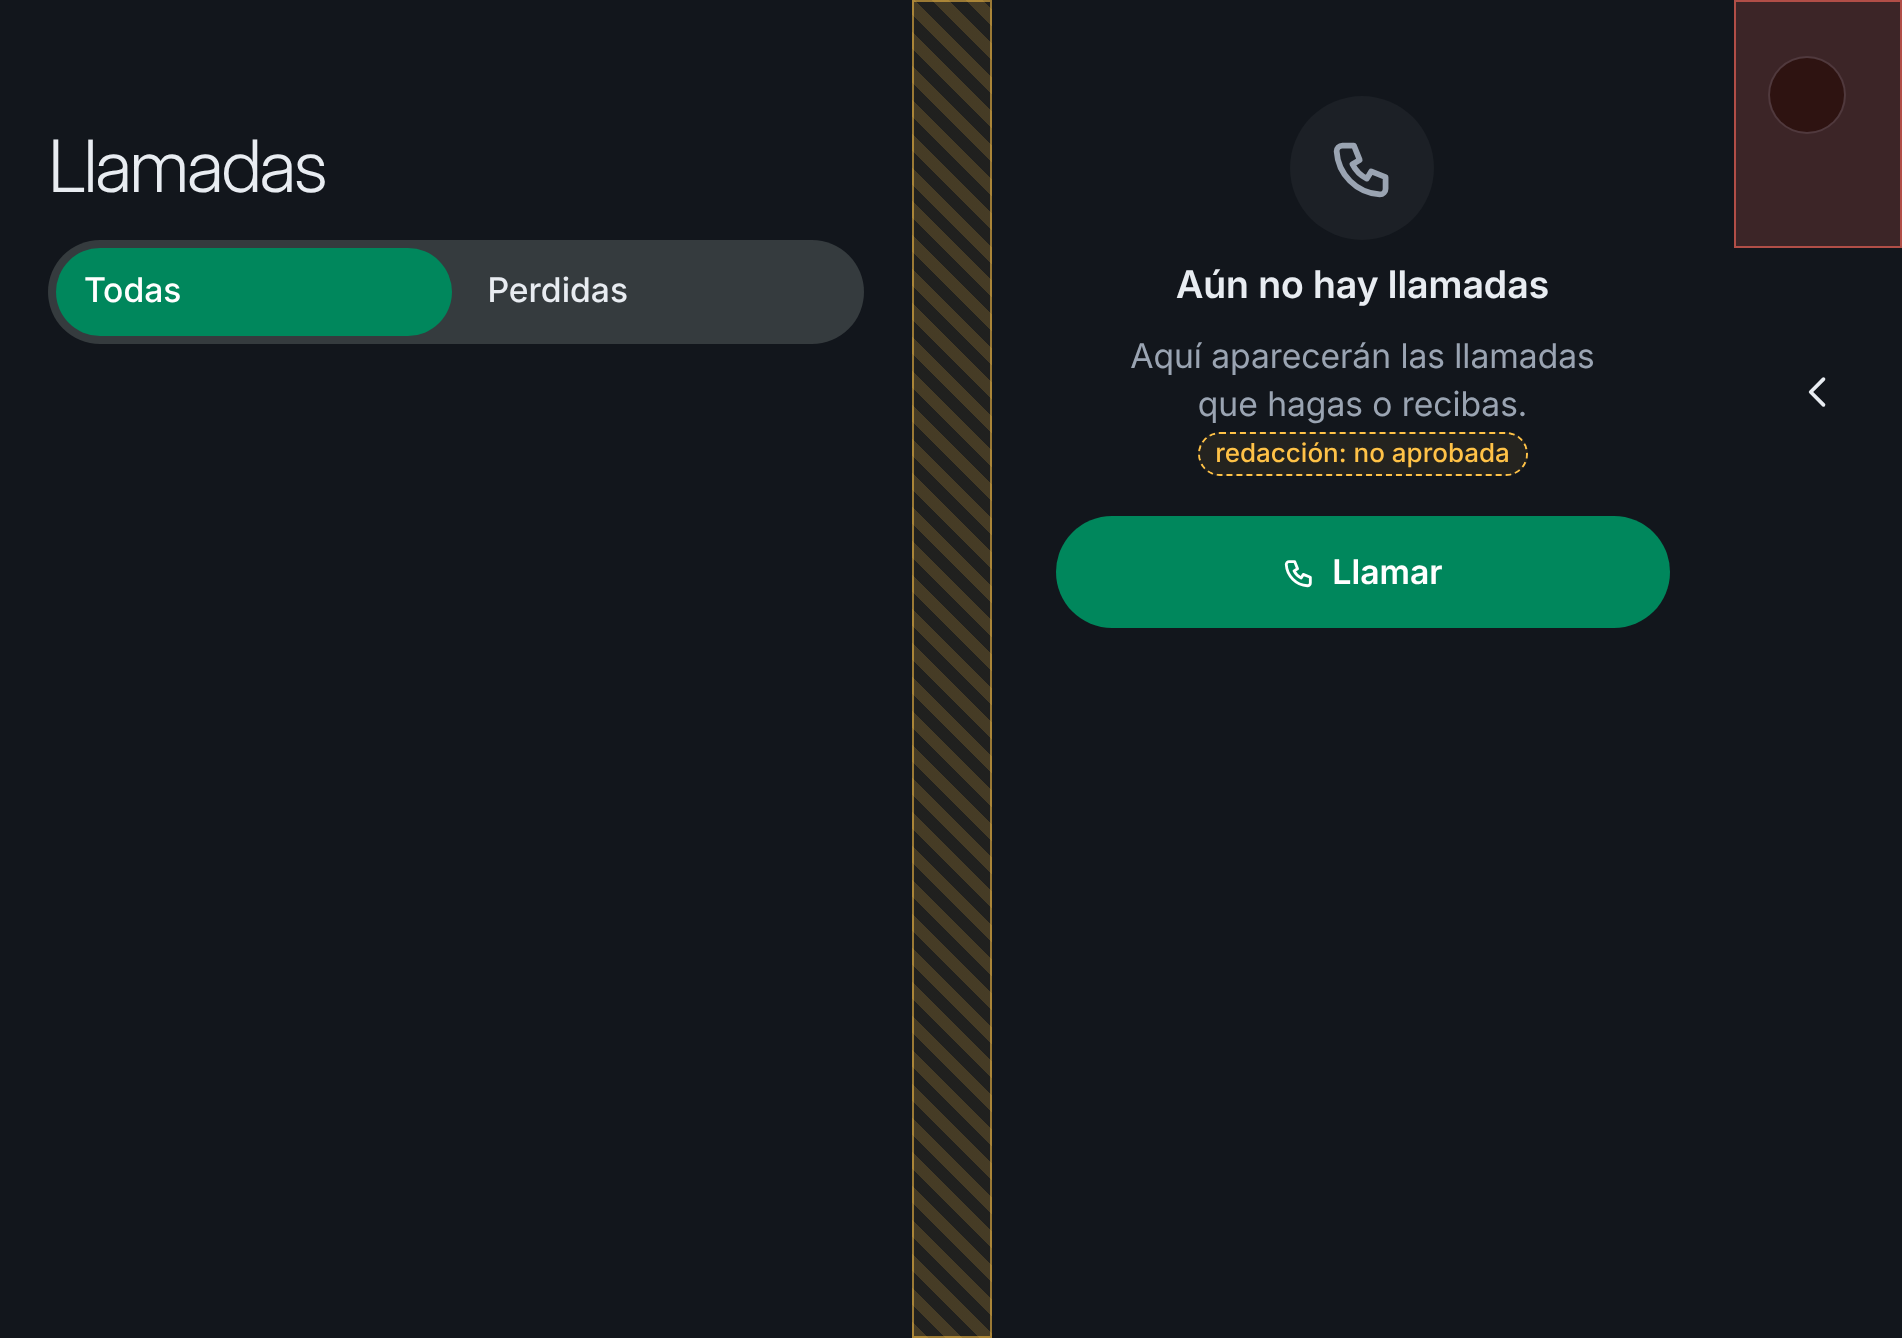 Llamadas
Todas
Perdidas
Aún no hay llamadas
Aquí aparecerán las llamadas
que hagas o recibas.
redacción: no aprobada
Llamar